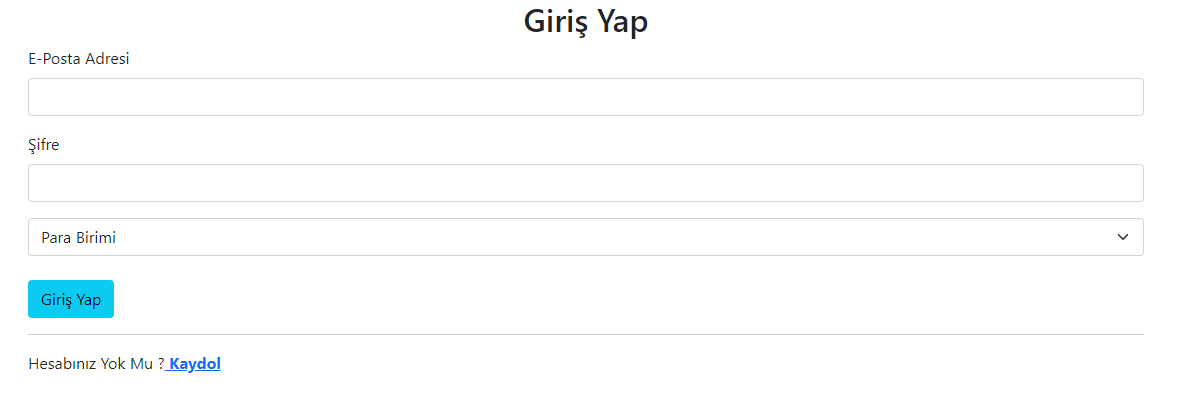 Giriş Yap
E-Posta Adresi
Şifre
Para Birimi
Giriş Yap
Hesabınız Yok Mu ? Kaydol